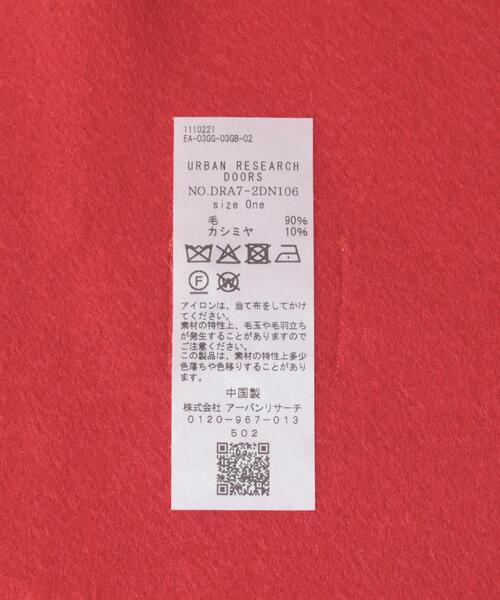 1110221
EA-03GG-03GB-02
URBAN RESEARCH
DOORS
NO.DRA7-2DN106
size One
毛 90%
カシミヤ 10%
F
W
アイロンは、当て布をしてかけ
てください。
素材の特性上、毛玉や毛羽立ち
が発生することがありますので
ご注意ください。
この製品は、素材の特性上多少
色落ちや色移りすることがあり
ます。
中国製
株式会社 アーバンリサーチ
0120-967-013
502